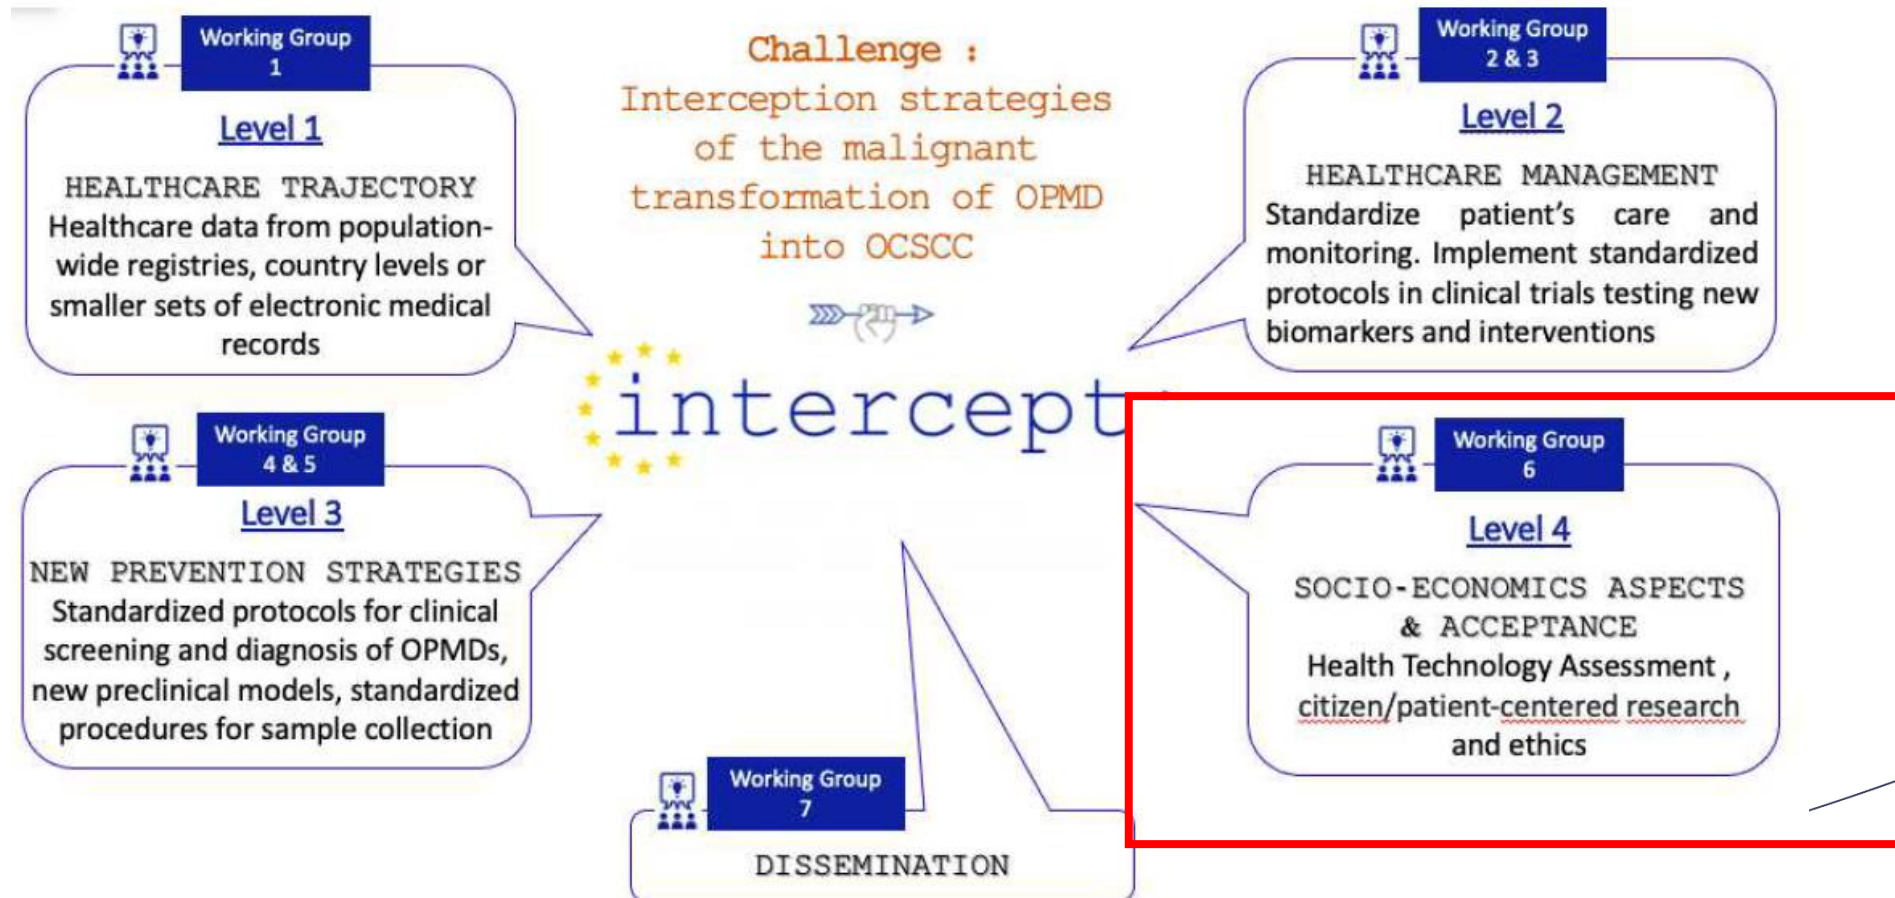 Working Group
1
Level 1
HEALTHCARE TRAJECTORY
Healthcare data from population-
wide registries, country levels or
smaller sets of electronic medical
records
Challenge :
Interception strategies
of the malignant
transformation of OPMD
into OCSCC
Working Group
2 & 3
Level 2
HEALTHCARE MANAGEMENT
Standardize patient's care and
monitoring. Implement standardized
protocols in clinical trials testing new
biomarkers and interventions
intercept
Working Group
4 & 5
Level 3
NEW PREVENTION STRATEGIES
Standardized protocols for clinical
screening and diagnosis of OPMDs,
new preclinical models, standardized
procedures for sample collection
Working Group
6
Level 4
SOCIO-ECONOMICS ASPECTS
& ACCEPTANCE
Health Technology Assessment ,
citizen/patient-centered research
and ethics
Working Group
7
DISSEMINATION